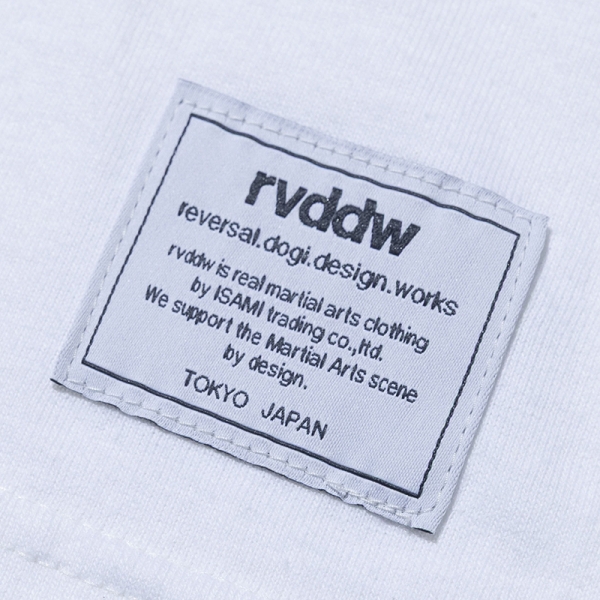 rvddw
reversal.dogi.design.works
rvddw is real martial arts clothing
by ISAMI trading co.,ltd.
We support the Martial Arts scene
by design.
TOKYO JAPAN